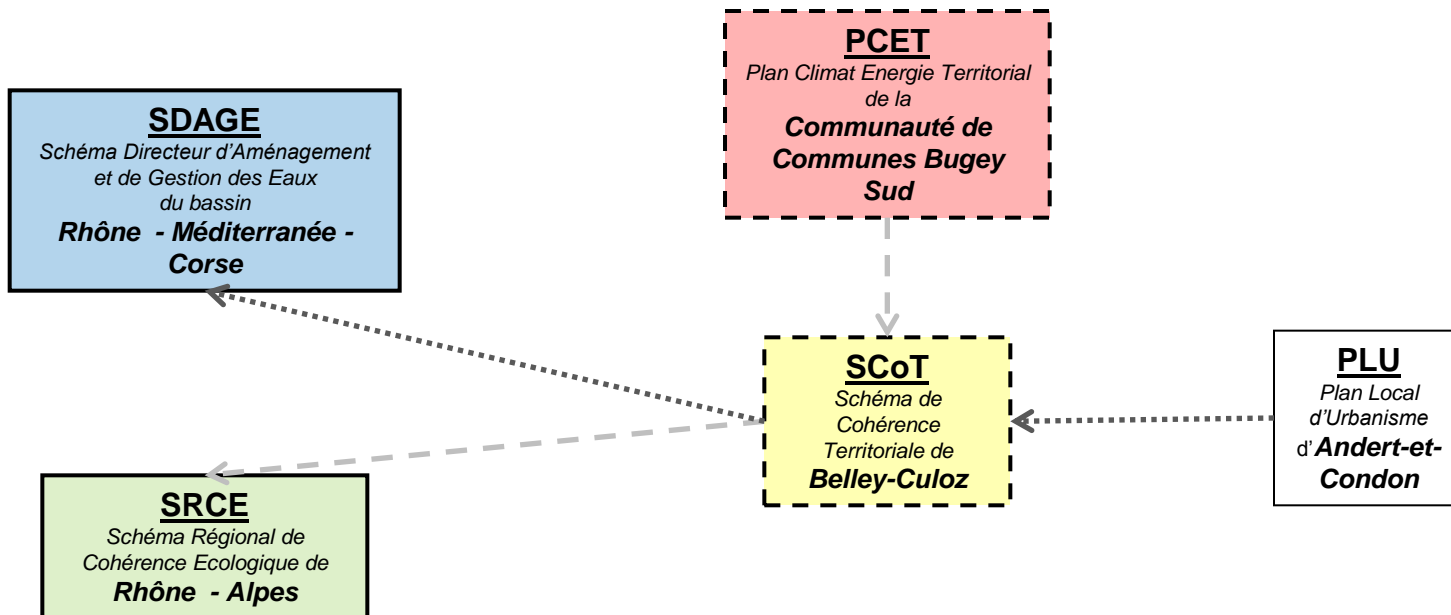 PCET
Plan Climat Energie Territorial
de la
Communauté de
Communes Bugey
Sud
SDAGE
Schéma Directeur d'Aménagement
et de Gestion des Eaux
du bassin
Rhône - Méditerranée -
Corse
SCoT
Schéma de
Cohérence
Territoriale de
Belley-Culoz
PLU
Plan Local
d'Urbanisme
d'Andert-et-
Condon
SRCE
Schéma Régional de
Cohérence Ecologique de
Rhône - Alpes